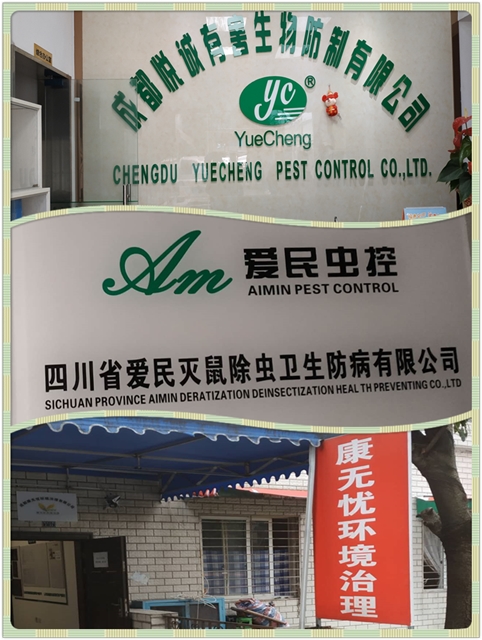 成都悦诚有害生物防制有限公司
yc®
YueCheng
CHENGDU YUECHENG PEST CONTROL CO.,LTD.
Am 爱民虫控
AIMIN PEST CONTROL
四川省爱民灭鼠除虫卫生防病有限公司
SICHUAN PROVINCE AIMIN DERATIZATION DEINSECTIZATION HEALTH PREVENTING CO.,LTD
康无忧环境治理